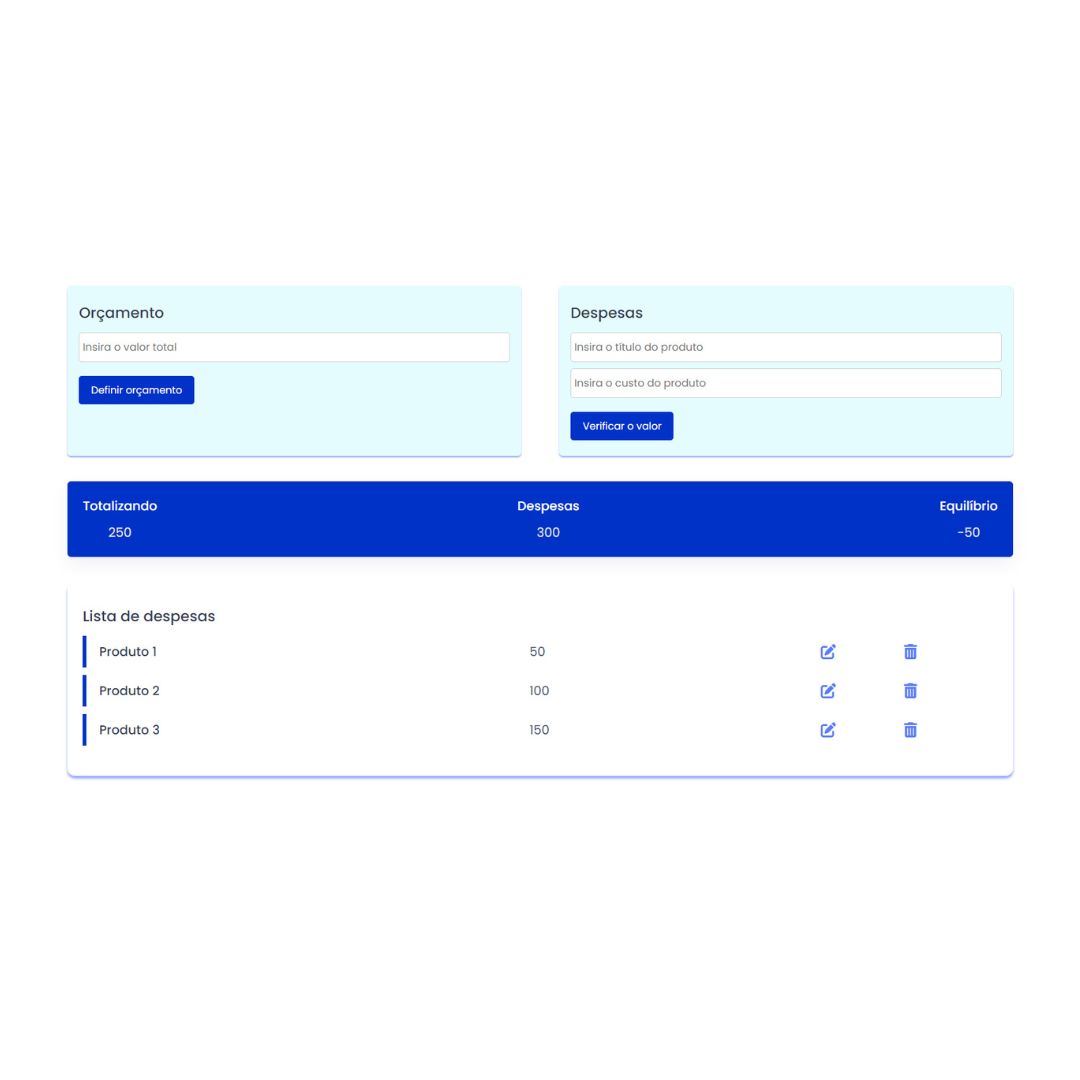 Orçamento
Insira o valor total
Definir orçamento
Despesas
Insira o título do produto
Insira o custo do produto
Verificar o valor
Totalizando Despesas Equilíbrio
250 300 -50
Lista de despesas
Produto 1 50
Produto 2 100
Produto 3 150